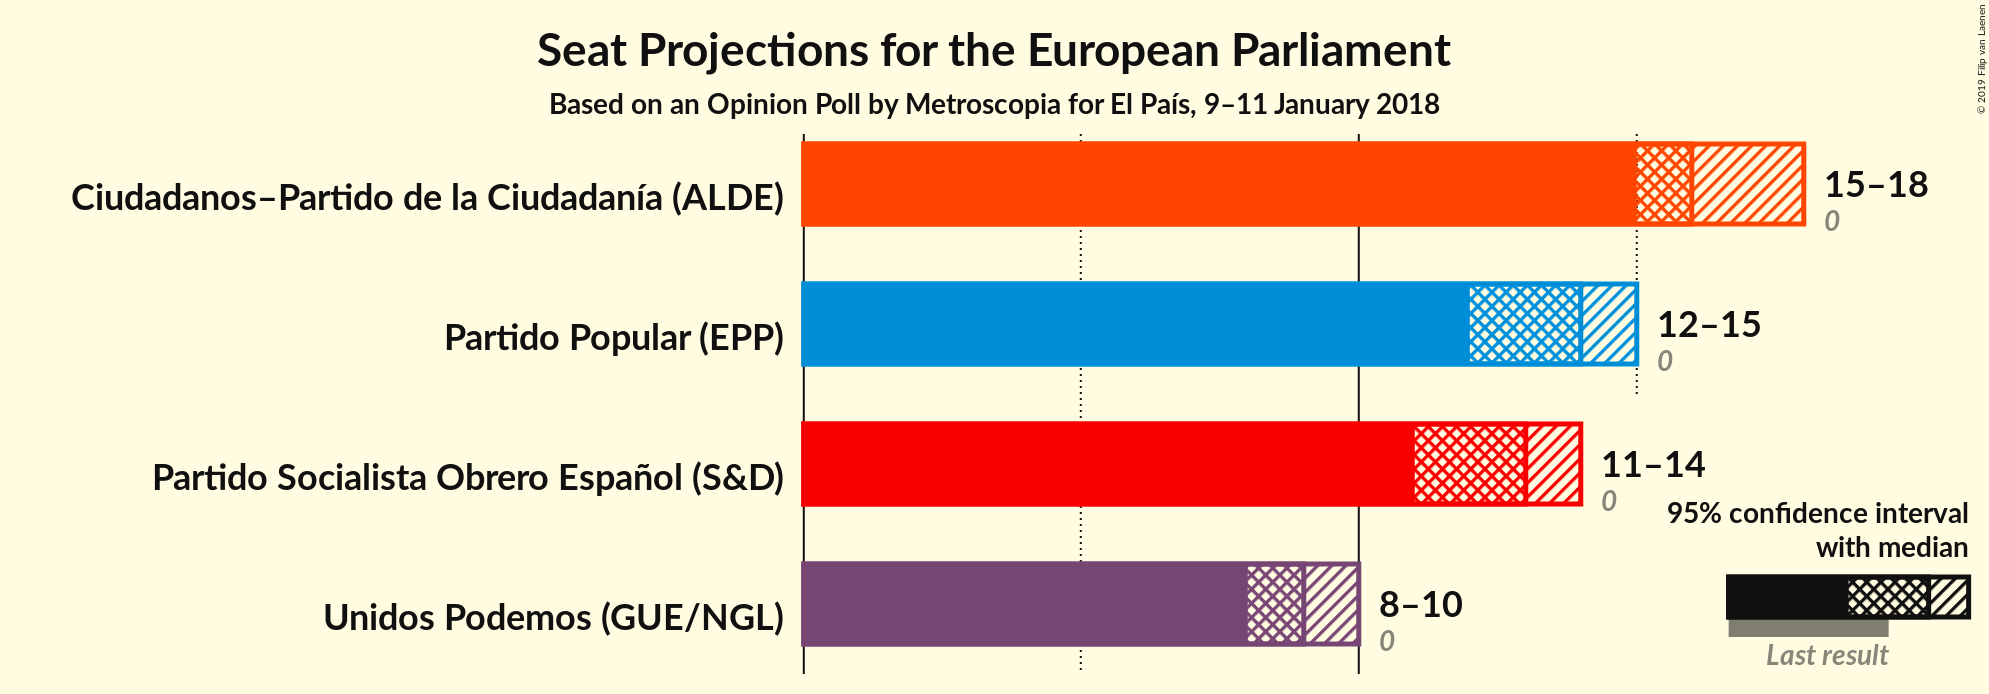 Seat Projections for the European Parliament
Based on an Opinion Poll by Metroscopia for El País, 9–11 January 2018
© 2019 Filip van Laenen
Ciudadanos–Partido de la Ciudadanía (ALDE)
15–18
0
Partido Popular (EPP)
12–15
0
Partido Socialista Obrero Español (S&D)
11–14
0
Unidos Podemos (GUE/NGL)
8–10
0
95% confidence interval
with median
Last result